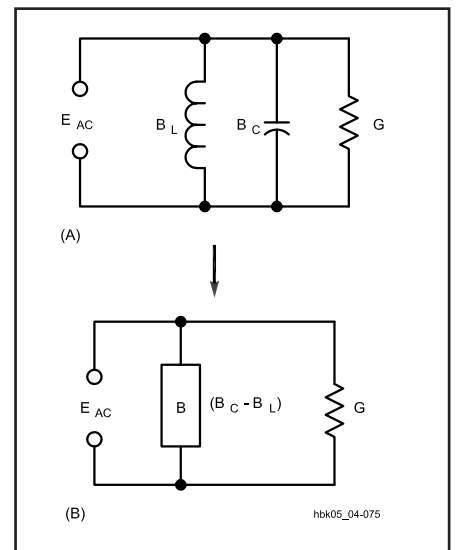 E AC
B L
B C
G
(A)
E AC
B
(B C - B L)
G
(B)
hbk05_04-075